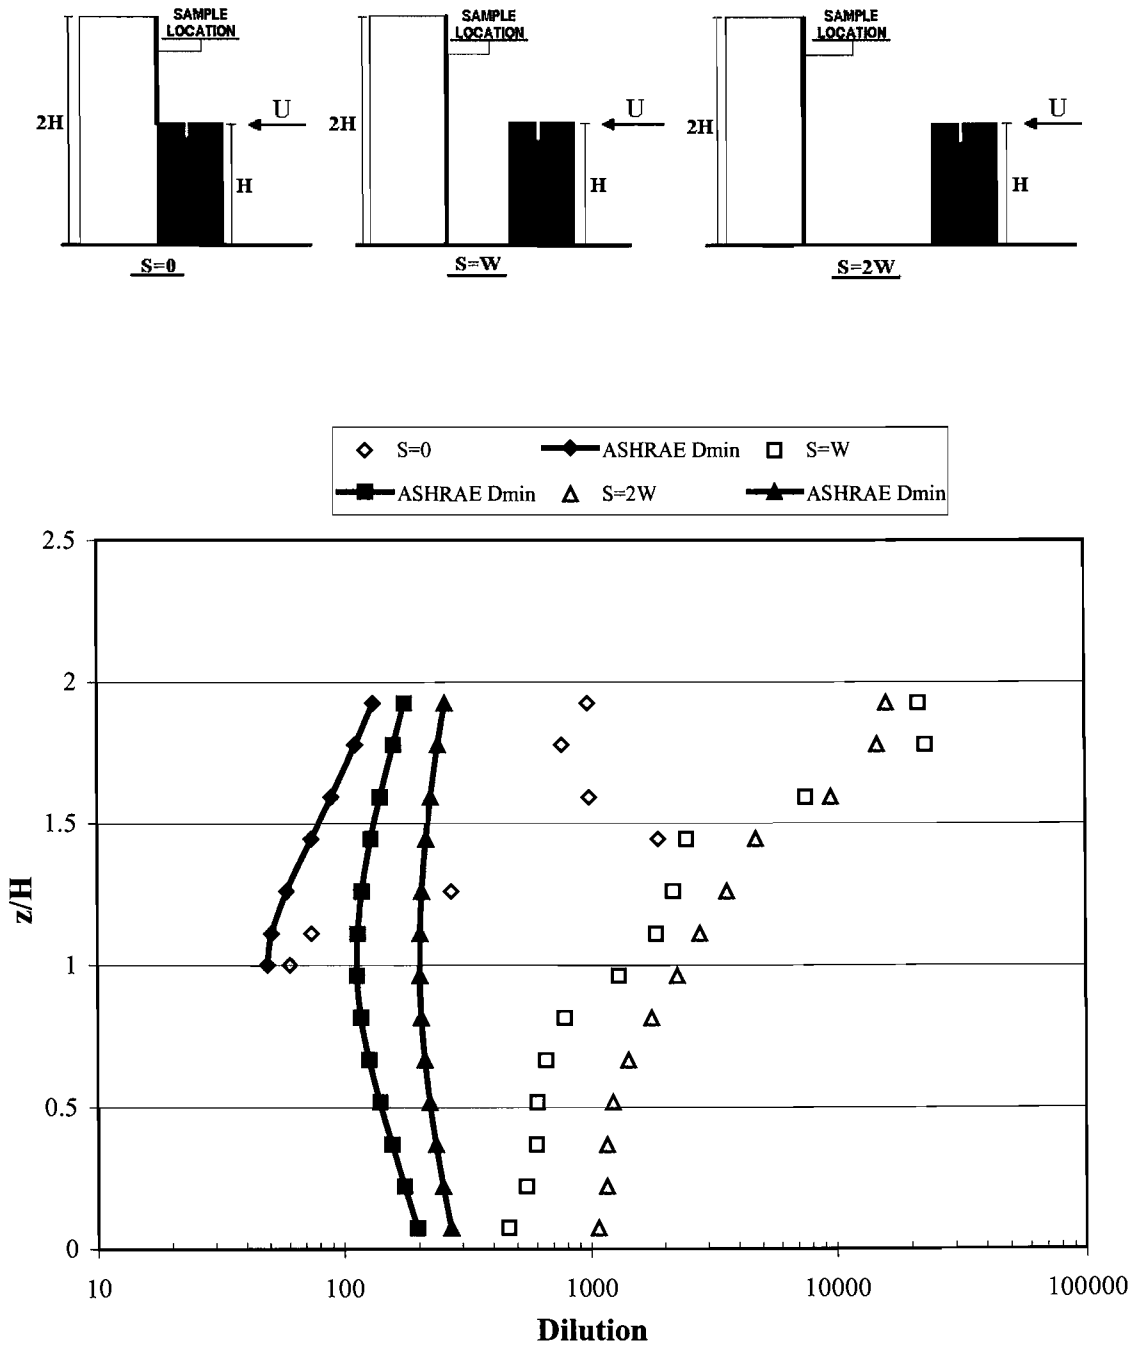 SAMPLE
LOCATION
2H
U
H
S=0
SAMPLE
LOCATION
2H
U
H
S=W
SAMPLE
LOCATION
2H
U
H
S=2W
S=0 ASHRAE Dmin S=W
ASHRAE Dmin S=2W ASHRAE Dmin
2.5
2
1.5
1
0.5
0
z/H
10 100 1000 10000 100000
Dilution